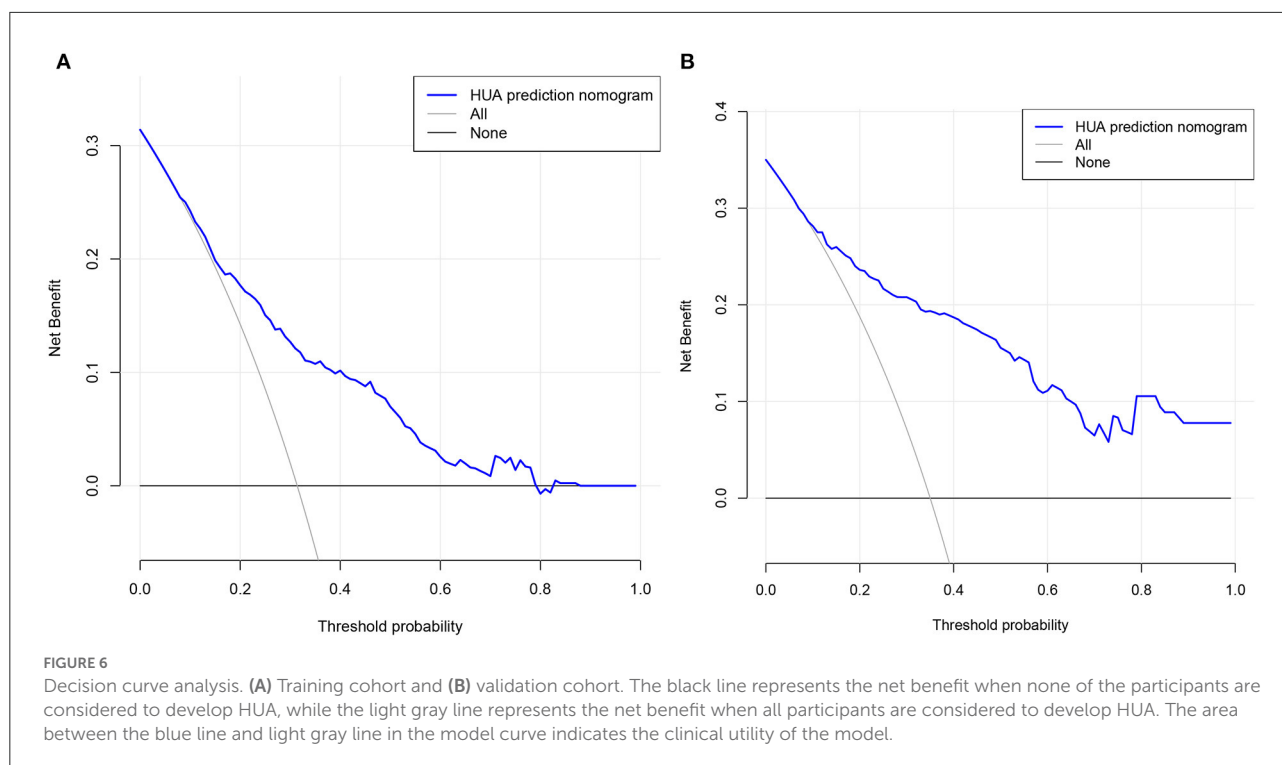 A
HUA prediction nomogram
All
None
0.3
0.2
0.1
0.0
Net Benefit
0.0 0.2 0.4 0.6 0.8 1.0
Threshold probability
B
HUA prediction nomogram
All
None
0.4
0.3
0.2
0.1
0.0
Net Benefit
0.0 0.2 0.4 0.6 0.8 1.0
Threshold probability
FIGURE 6
Decision curve analysis. (A) Training cohort and (B) validation cohort. The black line represents the net benefit when none of the participants are
considered to develop HUA, while the light gray line represents the net benefit when all participants are considered to develop HUA. The area
between the blue line and light gray line in the model curve indicates the clinical utility of the model.